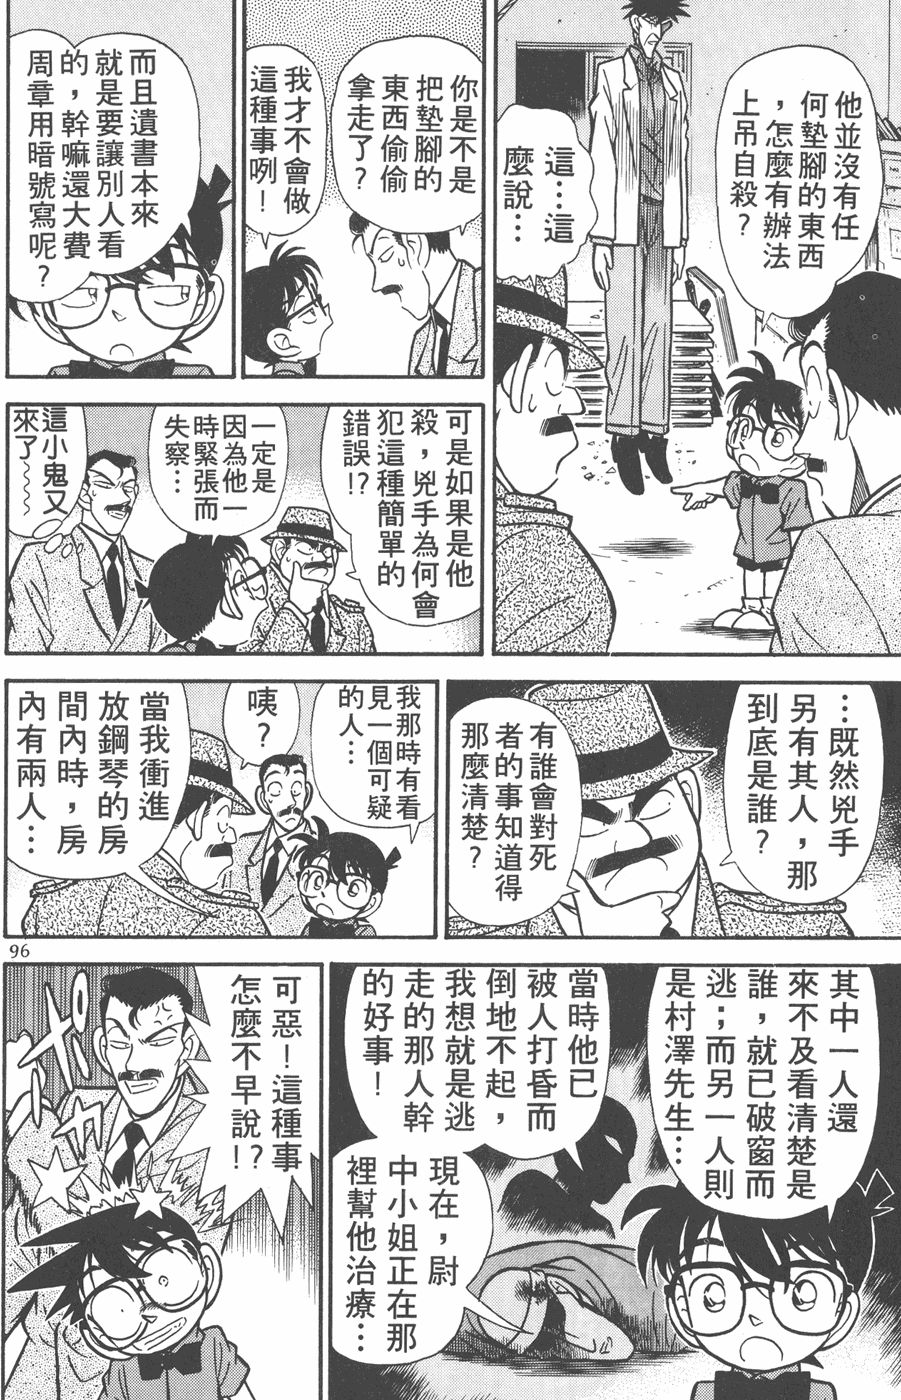 他並沒有任
何墊腳的東西
，怎麼有辦法
上吊自殺？
這…這
麼說…
你是不是
把墊腳的
東西偷偷
拿走了？
我才不會做
這種事咧！
而且遺書本來
就是要讓別人看
的，幹嘛還大費
周章用暗號寫呢？
可是如果是他
殺，兇手為何會
犯這種簡單的
錯誤!?
一定是
因為他一
時緊張而
失察…
這小鬼又
來了～～
…既然兇手
另有其人，那
到底是誰？
有誰會對死
者的事知道得
那麼清楚？
我那時有看
見一個可疑
的人…
咦？
當我衝進
放鋼琴的房
間內時，房
內有兩人…
96
其中一人還
來不及看清楚是
誰，就已破窗而
逃；而另一人則
是村澤先生…
當時他已
被人打昏而
倒地不起，
我想就是逃
走的那人幹
的好事！
現在，尉
中小姐正在那
裡幫他治療…
可惡！這種事
怎麼不早說!?
ポカ